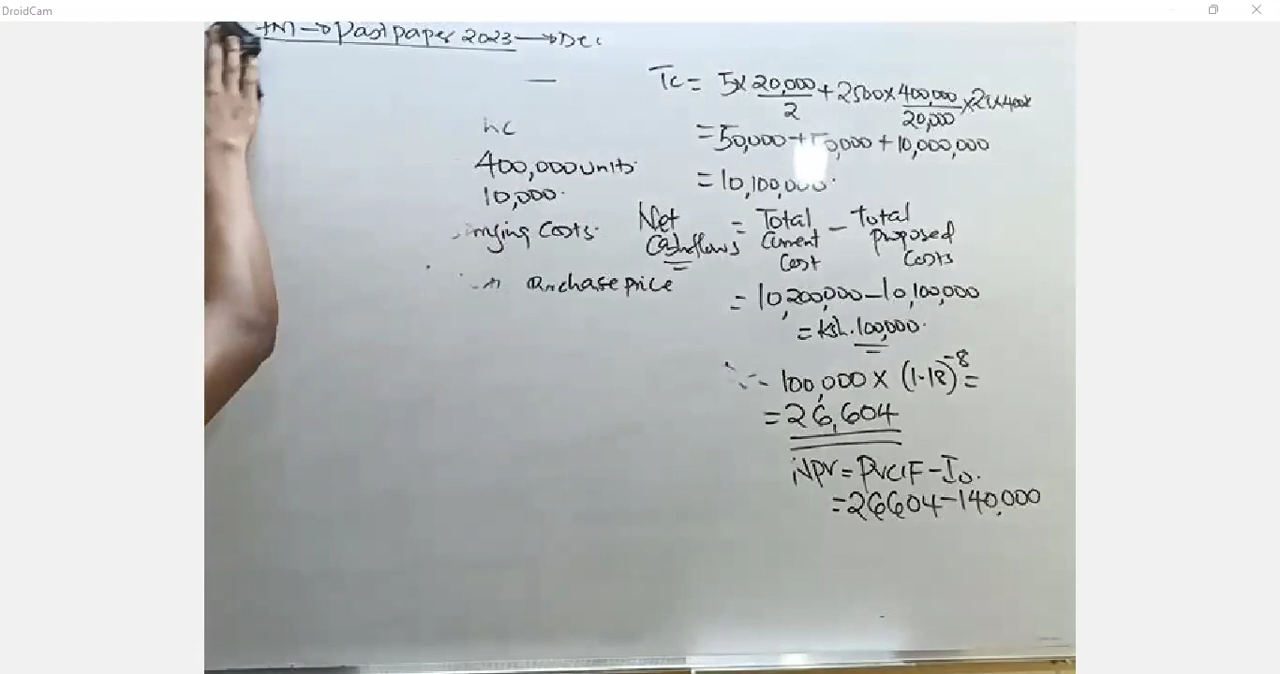 DroidCam
FM → Past paper 2023 → Dec
TC = 5 × 20,000/2 + 2500 × 400,000/20,000 × 25 × 400k
= 50,000 + 50,000 + 10,000,000
= 10,100,000.
400,000 units
10,000.
Costs.
Purchase price
Net Cashflows = Total Current Cost − Total Proposed Costs
= 10,200,000 − 10,100,000
= Ksh. 100,000.
100,000 × (1.18)^-8 =
= 26,604
NPV = PVCIF − Io.
= 26604 − 140,000